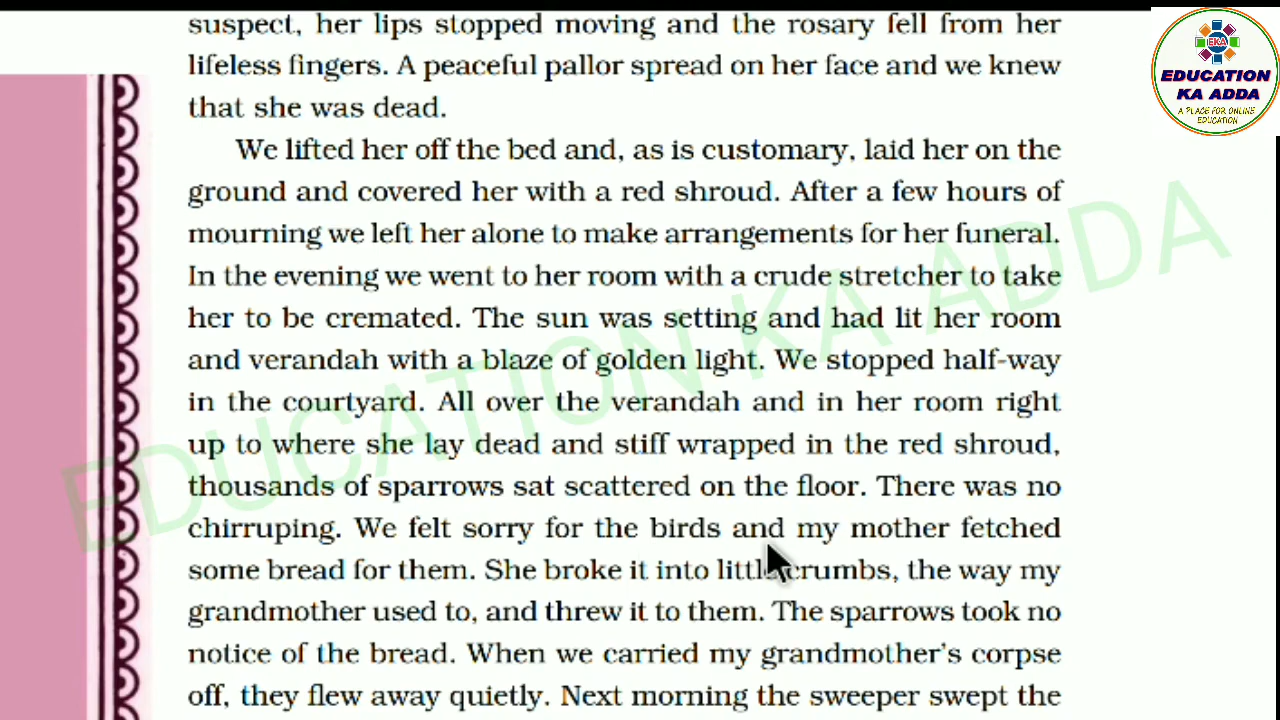 suspect, her lips stopped moving and the rosary fell from her
lifeless fingers. A peaceful pallor spread on her face and we knew
that she was dead.
We lifted her off the bed and, as is customary, laid her on the
ground and covered her with a red shroud. After a few hours of
mourning we left her alone to make arrangements for her funeral.
In the evening we went to her room with a crude stretcher to take
her to be cremated. The sun was setting and had lit her room
and verandah with a blaze of golden light. We stopped half-way
in the courtyard. All over the verandah and in her room right
up to where she lay dead and stiff wrapped in the red shroud,
thousands of sparrows sat scattered on the floor. There was no
chirruping. We felt sorry for the birds and my mother fetched
some bread for them. She broke it into little crumbs, the way my
grandmother used to, and threw it to them. The sparrows took no
notice of the bread. When we carried my grandmother's corpse
off, they flew away quietly. Next morning the sweeper swept the
EKA
EDUCATION
KA ADDA
A PLACE FOR ONLINE
EDUCATION
EDUCATION KA ADDA